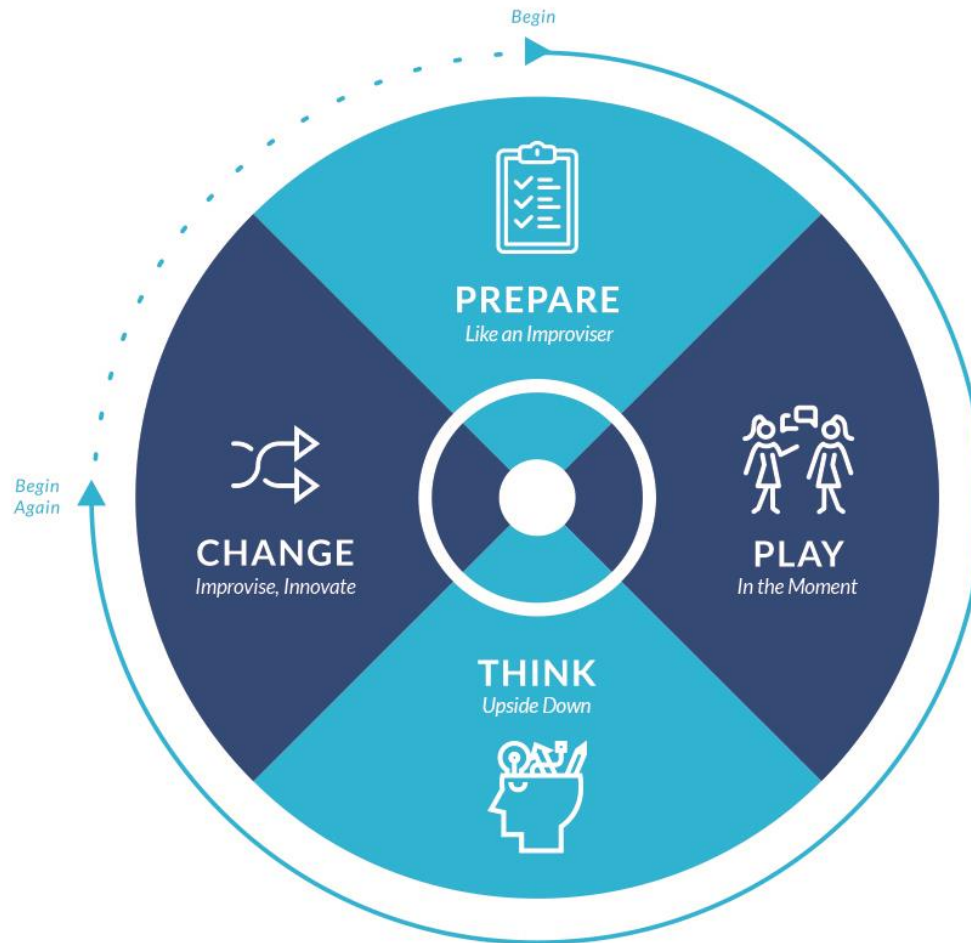 Begin
PREPARE
Like an Improviser
PLAY
In the Moment
THINK
Upside Down
CHANGE
Improvise, Innovate
Begin
Again